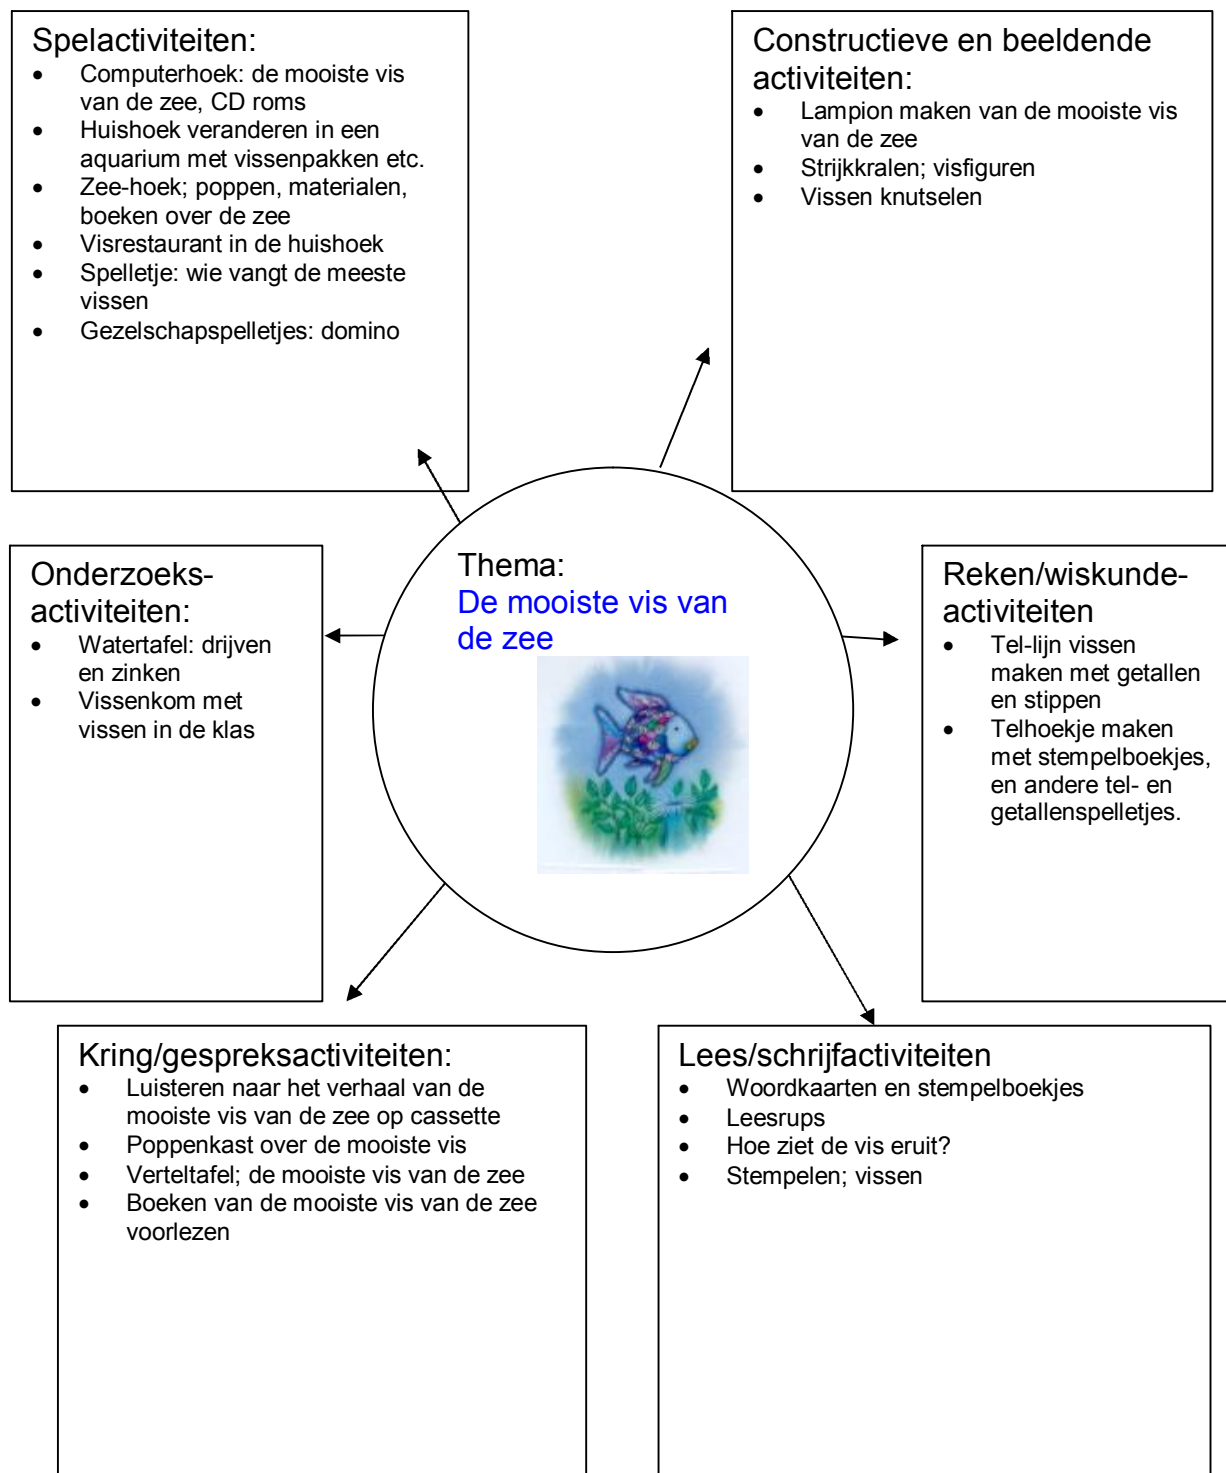 Spelactiviteiten:
• Computerhoek: de mooiste vis
van de zee, CD roms
• Huishoek veranderen in een
aquarium met vissenpakken etc.
• Zee-hoek; poppen, materialen,
boeken over de zee
• Visrestaurant in de huishoek
• Spelletje: wie vangt de meeste
vissen
• Gezelschapspelletjes: domino
Constructieve en beeldende
activiteiten:
• Lampion maken van de mooiste vis
van de zee
• Strijkkralen; visfiguren
• Vissen knutselen
Onderzoeks-
activiteiten:
• Watertafel: drijven
en zinken
• Vissenkom met
vissen in de klas
Thema:
De mooiste vis van
de zee
Reken/wiskunde-
activiteiten
• Tel-lijn vissen
maken met getallen
en stippen
• Telhoekje maken
met stempelboekjes,
en andere tel- en
getallenspelletjes.
Kring/gespreksactiviteiten:
• Luisteren naar het verhaal van de
mooiste vis van de zee op cassette
• Poppenkast over de mooiste vis
• Verteltafel; de mooiste vis van de zee
• Boeken van de mooiste vis van de zee
voorlezen
Lees/schrijfactiviteiten
• Woordkaarten en stempelboekjes
• Leesrups
• Hoe ziet de vis eruit?
• Stempelen; vissen